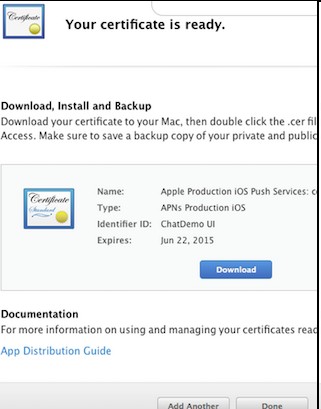 Certificate
Your certificate is ready.
Download, Install and Backup
Download your certificate to your Mac, then double click the .cer
Access. Make sure to save a backup copy of your private and public
Certificate
Standard
Name: Apple Production iOS Push Services:
Type: APNs Production iOS
Identifier ID: ChatDemo UI
Expires: Jun 22, 2015
Download
Documentation
For more information on using and managing your certificates
App Distribution Guide
Add Another Done